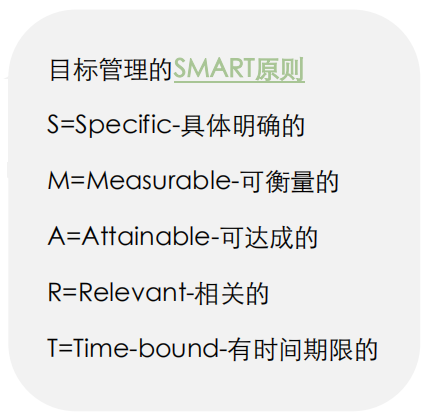 目标管理的SMART原则
S=Specific-具体明确的
M=Measurable-可衡量的
A=Attainable-可达成的
R=Relevant-相关的
T=Time-bound-有时间期限的